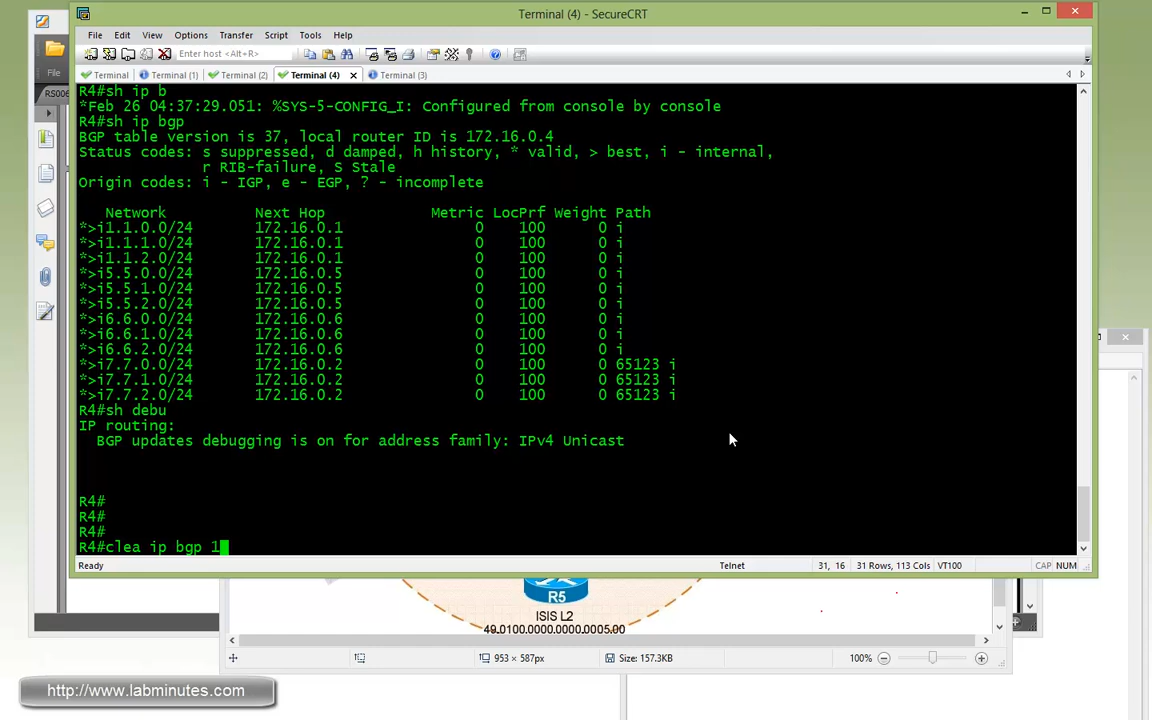 Terminal (4) - SecureCRT
File Edit View Options Transfer Script Tools Help
Enter host <Alt+R>
File
Terminal Terminal (1) Terminal (2) Terminal (4) Terminal (3)
RS006
R4#sh ip b
*Feb 26 04:37:29.051: %SYS-5-CONFIG_I: Configured from console by console
R4#sh ip bgp
BGP table version is 37, local router ID is 172.16.0.4
Status codes: s suppressed, d damped, h history, * valid, > best, i - internal,
r RIB-failure, S Stale
Origin codes: i - IGP, e - EGP, ? - incomplete
Network Next Hop Metric LocPrf Weight Path
*>i1.1.0.0/24 172.16.0.1 0 100 0 i
*>i1.1.1.0/24 172.16.0.1 0 100 0 i
*>i1.1.2.0/24 172.16.0.1 0 100 0 i
*>i5.5.0.0/24 172.16.0.5 0 100 0 i
*>i5.5.1.0/24 172.16.0.5 0 100 0 i
*>i5.5.2.0/24 172.16.0.5 0 100 0 i
*>i6.6.0.0/24 172.16.0.6 0 100 0 i
*>i6.6.1.0/24 172.16.0.6 0 100 0 i
*>i6.6.2.0/24 172.16.0.6 0 100 0 i
*>i7.7.0.0/24 172.16.0.2 0 100 0 65123 i
*>i7.7.1.0/24 172.16.0.2 0 100 0 65123 i
*>i7.7.2.0/24 172.16.0.2 0 100 0 65123 i
R4#sh debu
IP routing:
BGP updates debugging is on for address family: IPv4 Unicast
R4#
R4#
R4#
R4#clea ip bgp 1
Ready Telnet 31, 16 31 Rows, 113 Cols VT100 CAP NUM
R5
ISIS L2
49.0100.0000.0000.0005.00
953 × 587px Size: 157.3KB 100%
http://www.labminutes.com